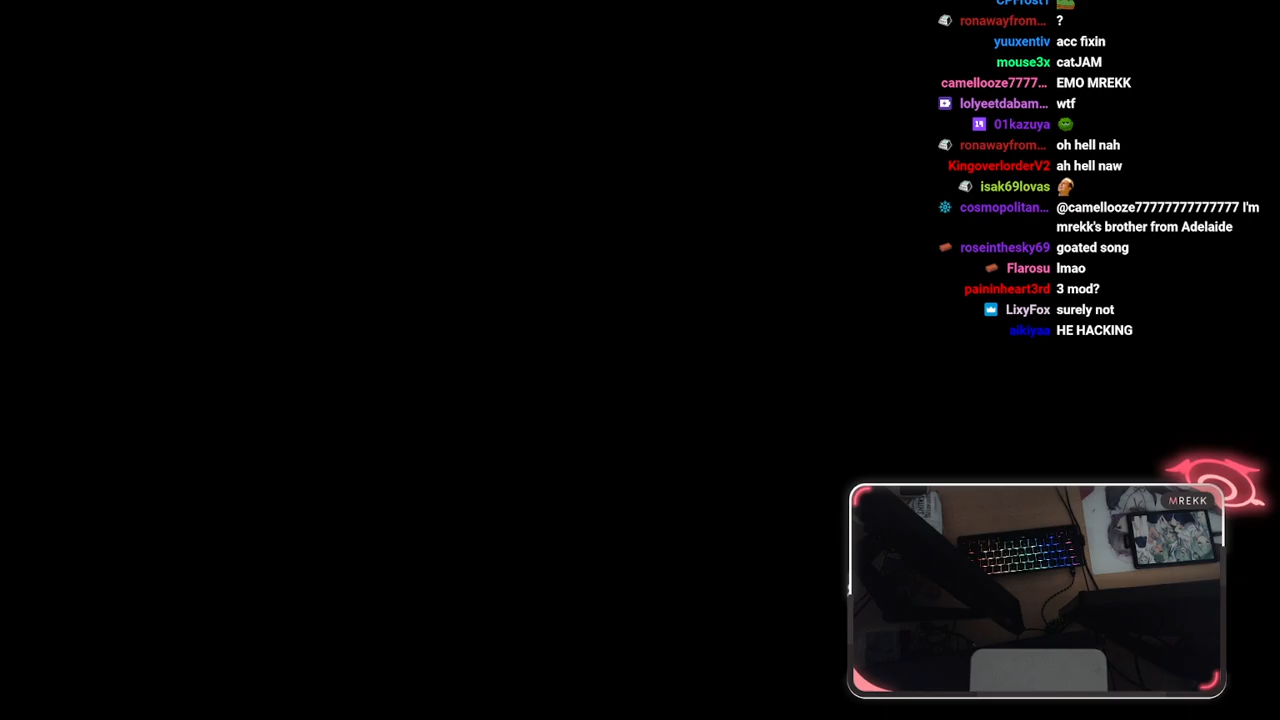 ronawayfrom... ?
yuuxentiv acc fixin
mouse3x catJAM
camellooze7777... EMO MREKK
lolyeetdabam... wtf
01kazuya
ronawayfrom... oh hell nah
KingoverlorderV2 ah hell naw
isak69lovas
cosmopolitan... @camellooze77777777777777 I'm
mrekk's brother from Adelaide
roseinthesky69 goated song
Flarosu lmao
paininheart3rd 3 mod?
LixyFox surely not
aikiyaa HE HACKING
MREKK